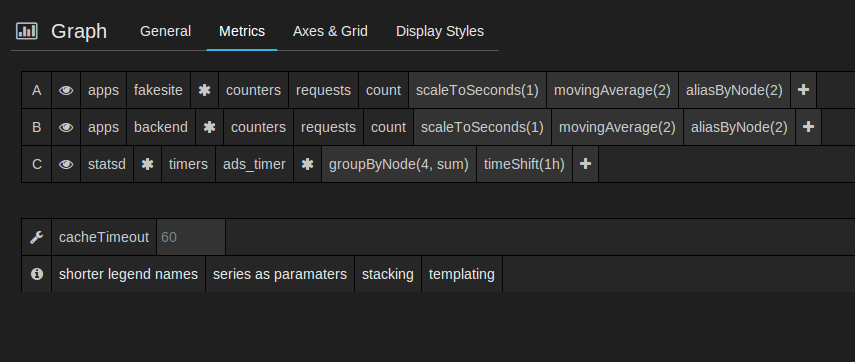 Graph General Metrics Axes & Grid Display Styles
A apps fakesite * counters requests count scaleToSeconds(1) movingAverage(2) aliasByNode(2) +
B apps backend * counters requests count scaleToSeconds(1) movingAverage(2) aliasByNode(2) +
C statsd * timers ads_timer * groupByNode(4, sum) timeShift(1h) +
cacheTimeout 60
shorter legend names series as paramaters stacking templating